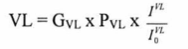 VL = G_VL x P_VL x I^VL / I_0^VL